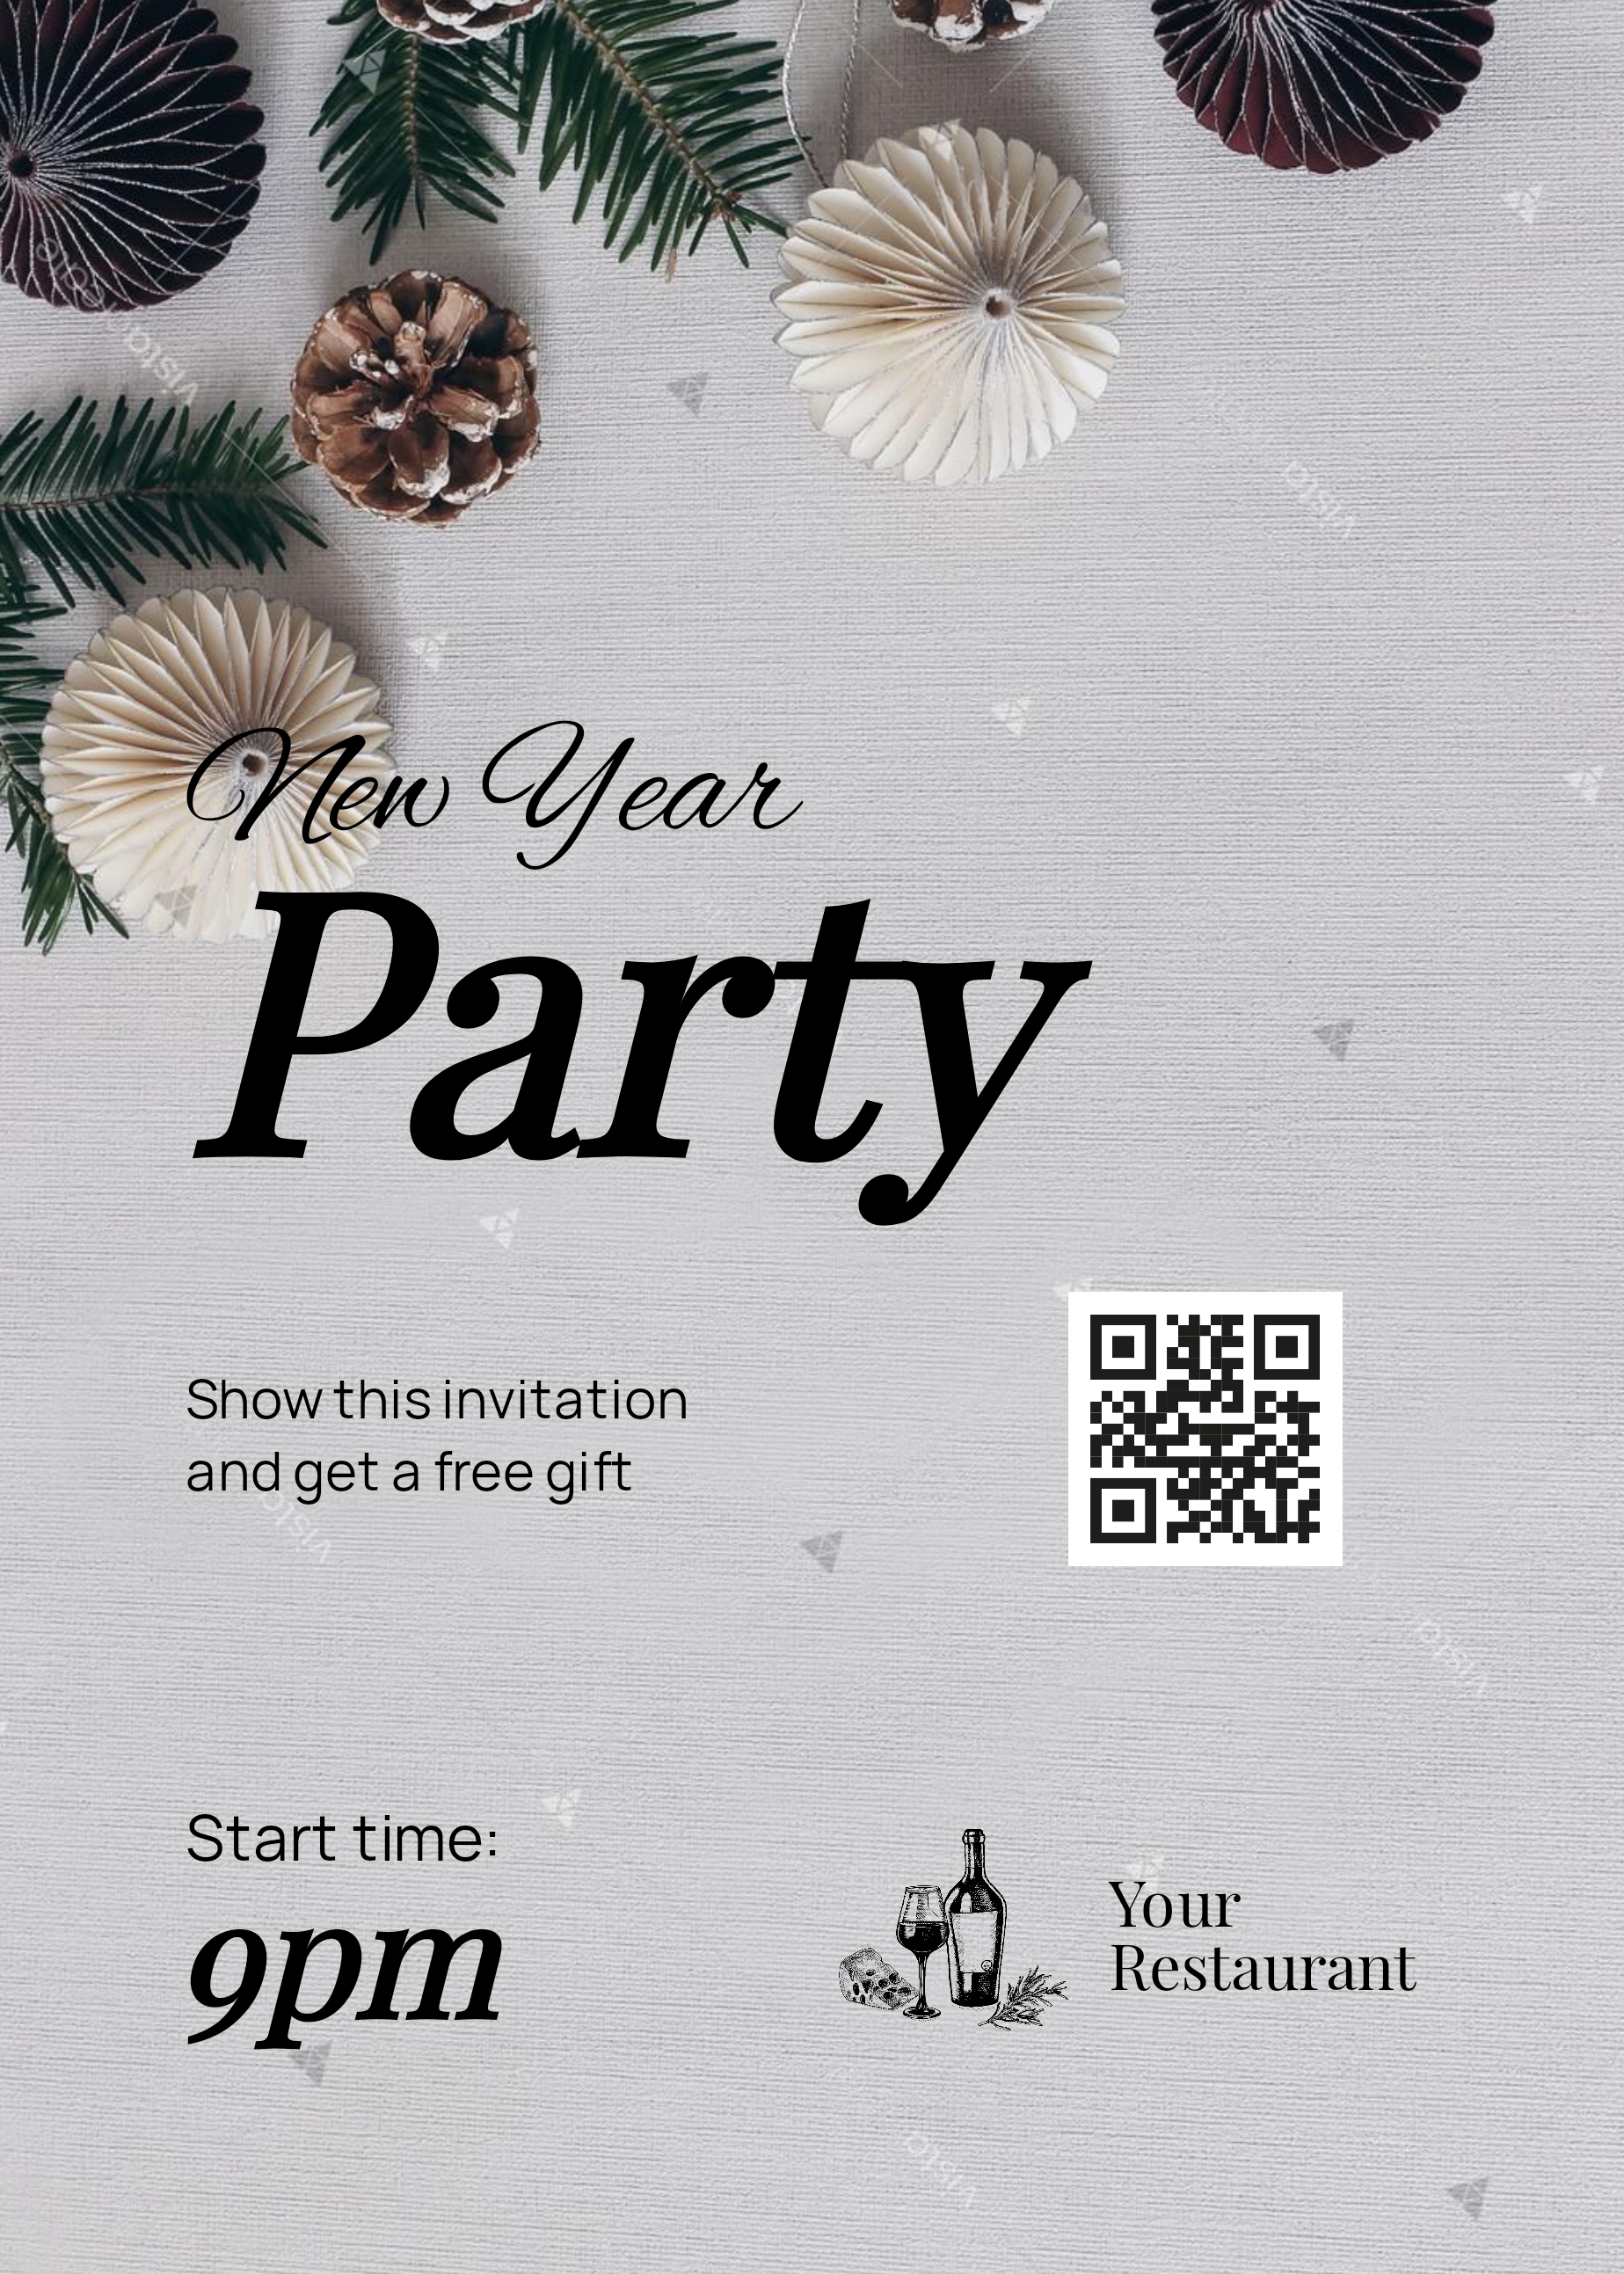 New Year
Party
Show this invitation
and get a free gift
Start time:
9pm
Your
Restaurant